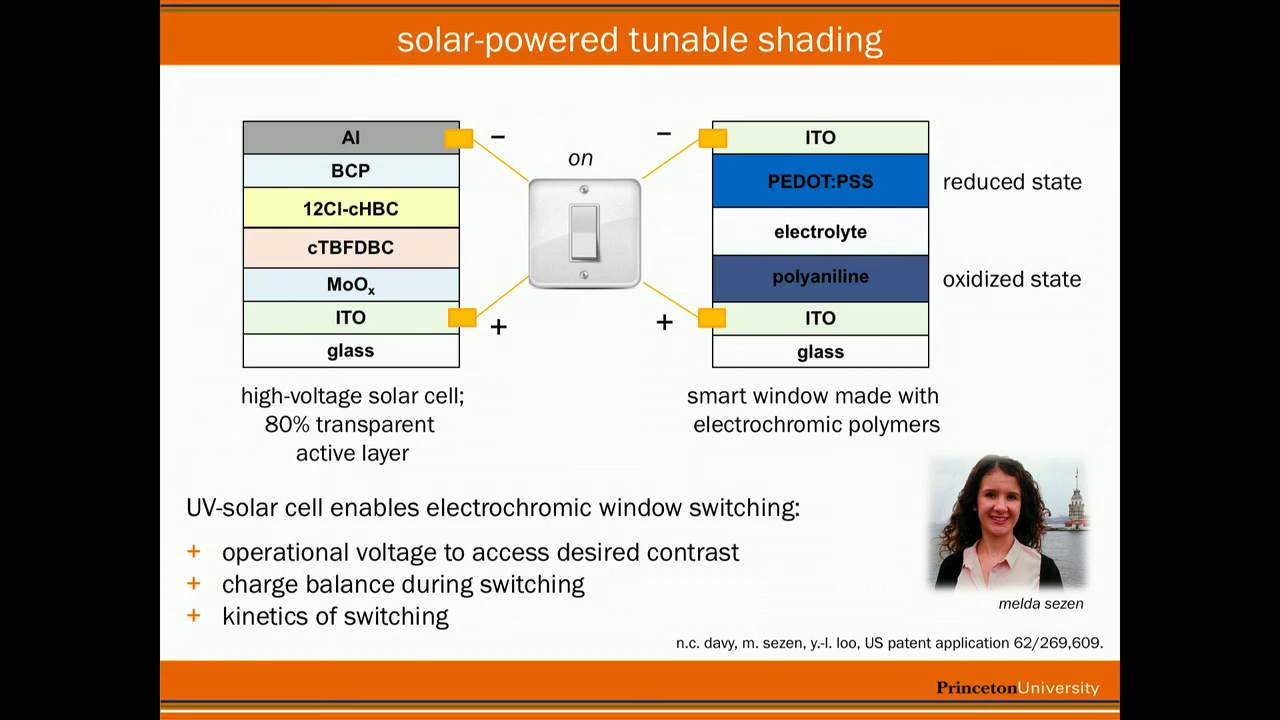 solar-powered tunable shading
Al
BCP
12Cl-cHBC
cTBFDBC
MoOx
ITO
glass
−
+
on
−
+
ITO
PEDOT:PSS
electrolyte
polyaniline
ITO
glass
reduced state
oxidized state
high-voltage solar cell;
80% transparent
active layer
smart window made with
electrochromic polymers
UV-solar cell enables electrochromic window switching:
+ operational voltage to access desired contrast
+ charge balance during switching
+ kinetics of switching
melda sezen
n.c. davy, m. sezen, y.-l. loo, US patent application 62/269,609.
PrincetonUniversity